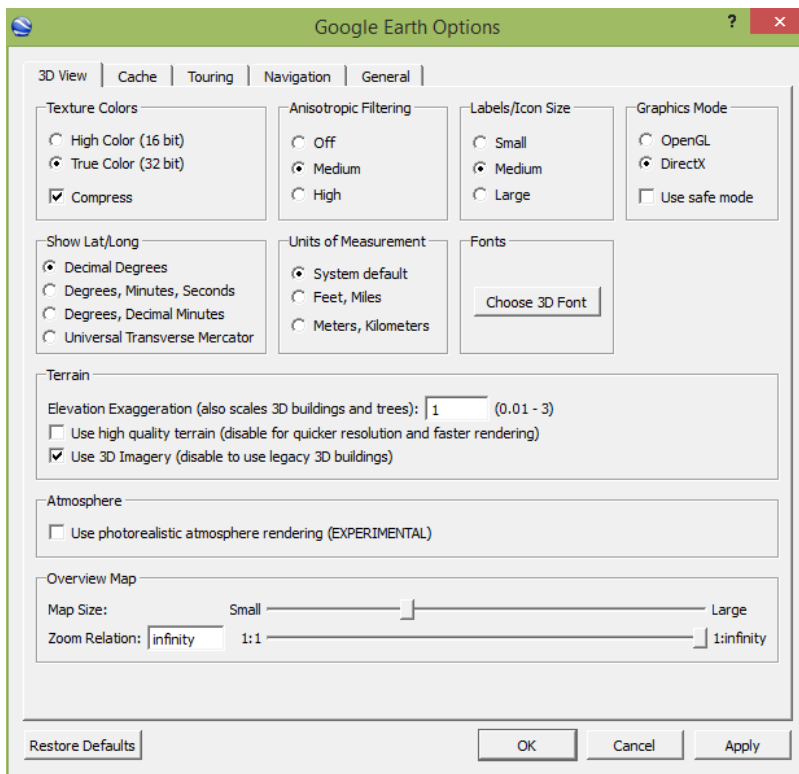 Google Earth Options
?
3D View
Cache
Touring
Navigation
General
Texture Colors
High Color (16 bit)
True Color (32 bit)
Compress
Anisotropic Filtering
Off
Medium
High
Labels/Icon Size
Small
Medium
Large
Graphics Mode
OpenGL
DirectX
Use safe mode
Show Lat/Long
Decimal Degrees
Degrees, Minutes, Seconds
Degrees, Decimal Minutes
Universal Transverse Mercator
Units of Measurement
System default
Feet, Miles
Meters, Kilometers
Fonts
Choose 3D Font
Terrain
Elevation Exaggeration (also scales 3D buildings and trees): 1 (0.01 - 3)
Use high quality terrain (disable for quicker resolution and faster rendering)
Use 3D Imagery (disable to use legacy 3D buildings)
Atmosphere
Use photorealistic atmosphere rendering (EXPERIMENTAL)
Overview Map
Map Size: Small Large
Zoom Relation: infinity 1:1 1:infinity
Restore Defaults
OK
Cancel
Apply